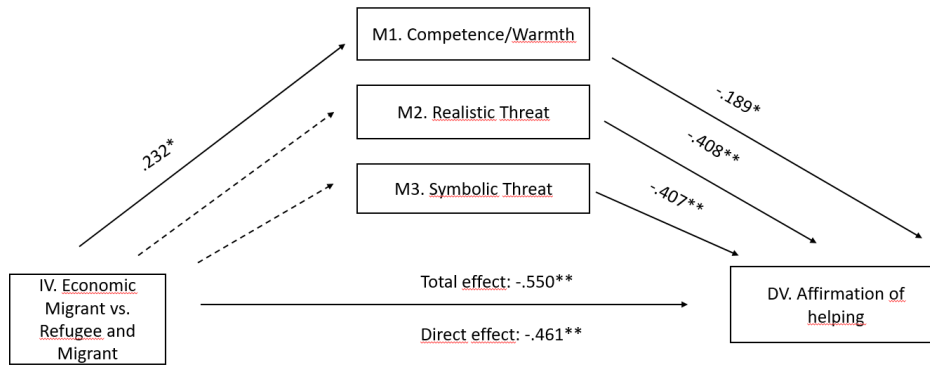 M1. Competence/Warmth
-.189*
M2. Realistic Threat
-.408**
.232*
M3. Symbolic Threat
-.407**
IV. Economic
Migrant vs.
Refugee and
Migrant
Total effect: -.550**
Direct effect: -.461**
DV. Affirmation of
helping